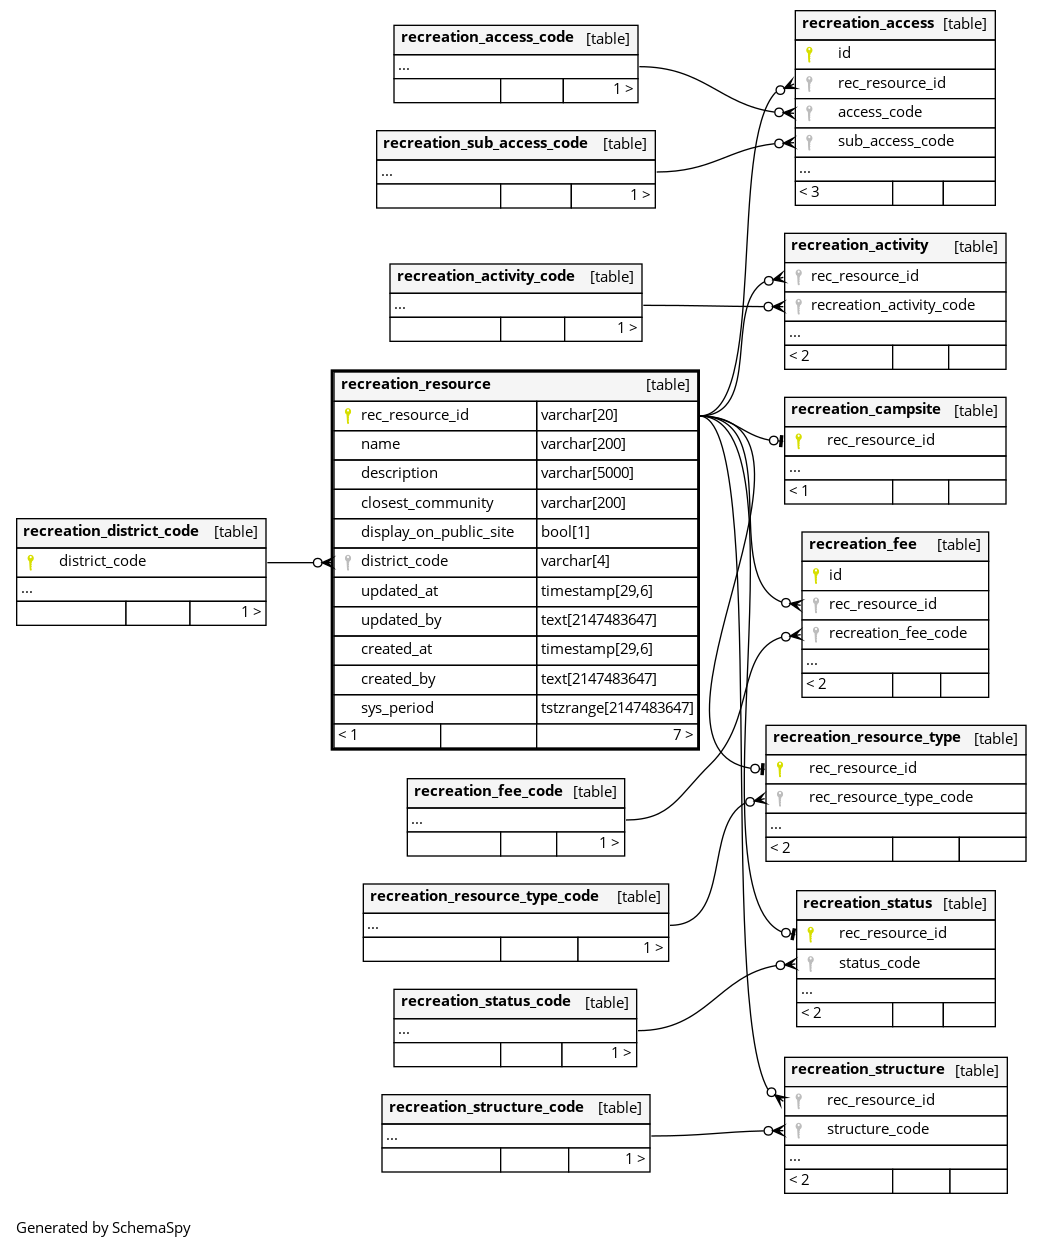 recreation_access_code [table]
...
1 >
recreation_sub_access_code [table]
...
1 >
recreation_activity_code [table]
...
1 >
recreation_district_code [table]
district_code
...
1 >
recreation_resource [table]
rec_resource_id varchar[20]
name varchar[200]
description varchar[5000]
closest_community varchar[200]
display_on_public_site bool[1]
district_code varchar[4]
updated_at timestamp[29,6]
updated_by text[2147483647]
created_at timestamp[29,6]
created_by text[2147483647]
sys_period tstzrange[2147483647]
< 1 7 >
recreation_fee_code [table]
...
1 >
recreation_resource_type_code [table]
...
1 >
recreation_status_code [table]
...
1 >
recreation_structure_code [table]
...
1 >
recreation_access [table]
id
rec_resource_id
access_code
sub_access_code
...
< 3
recreation_activity [table]
rec_resource_id
recreation_activity_code
...
< 2
recreation_campsite [table]
rec_resource_id
...
< 1
recreation_fee [table]
id
rec_resource_id
recreation_fee_code
...
< 2
recreation_resource_type [table]
rec_resource_id
rec_resource_type_code
...
< 2
recreation_status [table]
rec_resource_id
status_code
...
< 2
recreation_structure [table]
rec_resource_id
structure_code
...
< 2
Generated by SchemaSpy